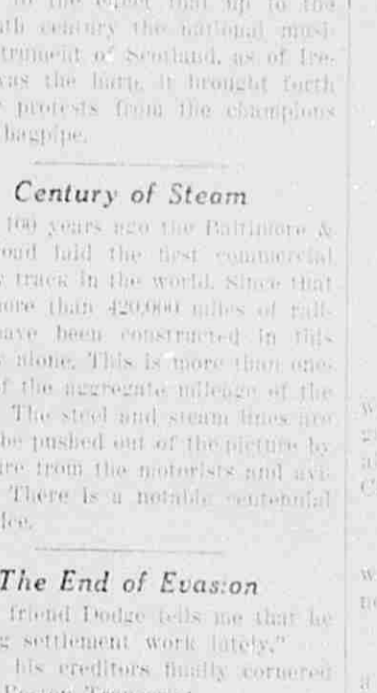 to the effect that up to the
th century the national musi-
trument of Scotland, as of Ire-
was the harp, it brought forth
protests from the champions
bagpipe.
Century of Steam
100 years ago the Baltimore &
oad laid the first commercial
y track in the world. Since that
more than 420,000 miles of rail-
have been constructed in this
y alone. This is more than one-
of the aggregate mileage of the
The steel and steam lines are
be pushed out of the picture by
ire from the motorists and avi-
There is a notable centennial
ice.
The End of Evasion
friend Dodge tells me that he
g settlement work lately."
his creditors finally cornered
Boston Transcript